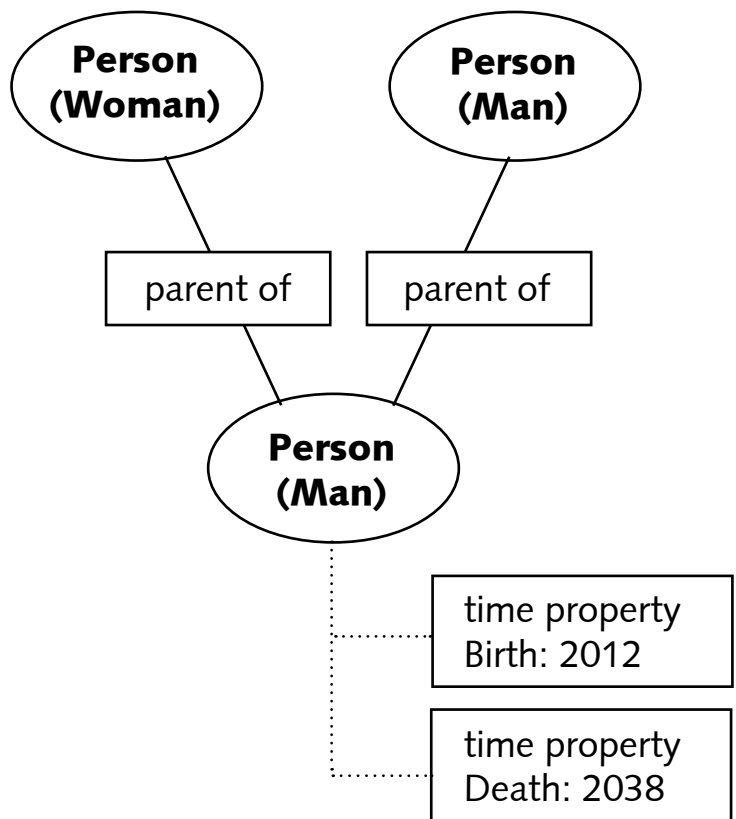 Person
(Woman)
Person
(Man)
parent of
parent of
Person
(Man)
time property
Birth: 2012
time property
Death: 2038